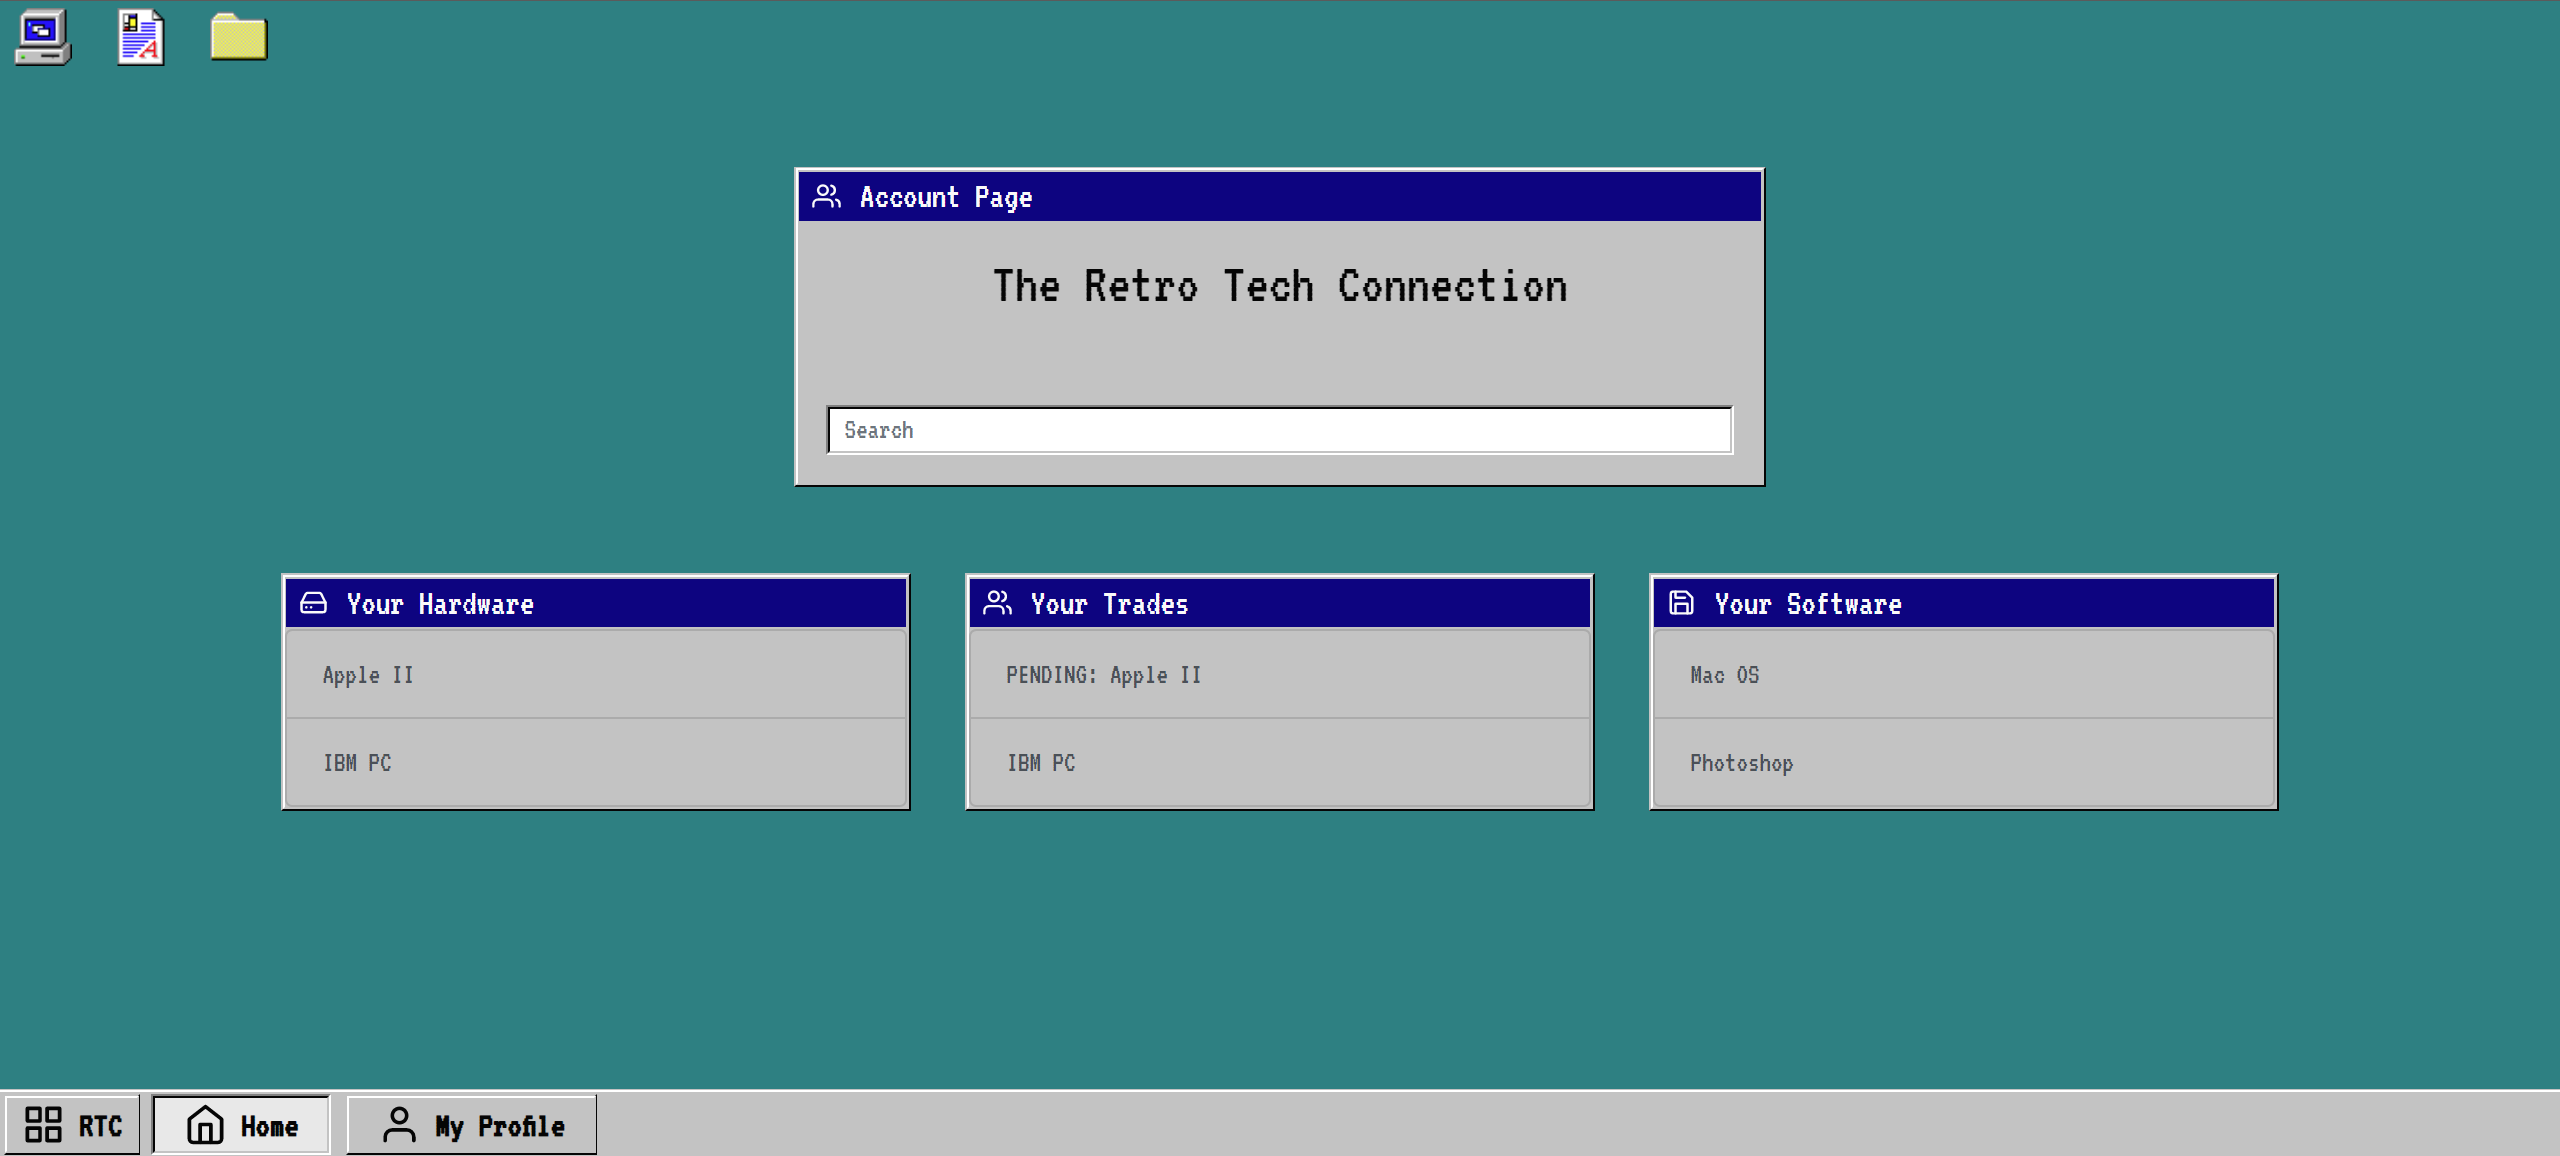 Account Page
The Retro Tech Connection
Search
Your Hardware
Apple II
IBM PC
Your Trades
PENDING: Apple II
IBM PC
Your Software
Mac OS
Photoshop
RTC
Home
My Profile